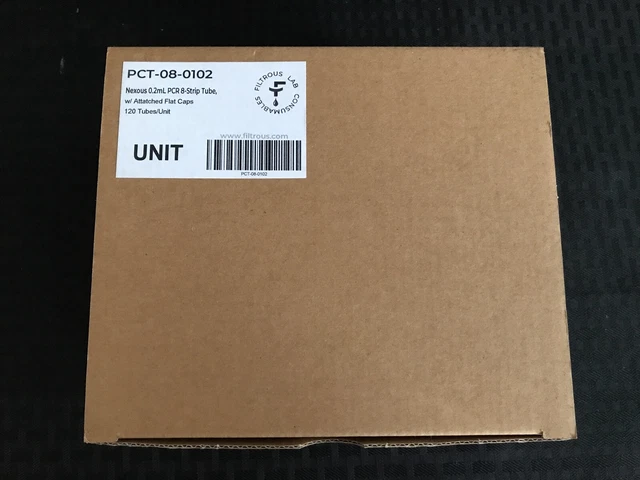 PCT-08-0102
Nexous 0.2mL PCR 8-Strip Tube,
w/ Attatched Flat Caps
120 Tubes/Unit
FILTROUS LAB CONSUMABLES
www.filtrous.com
UNIT
PCT-08-0102